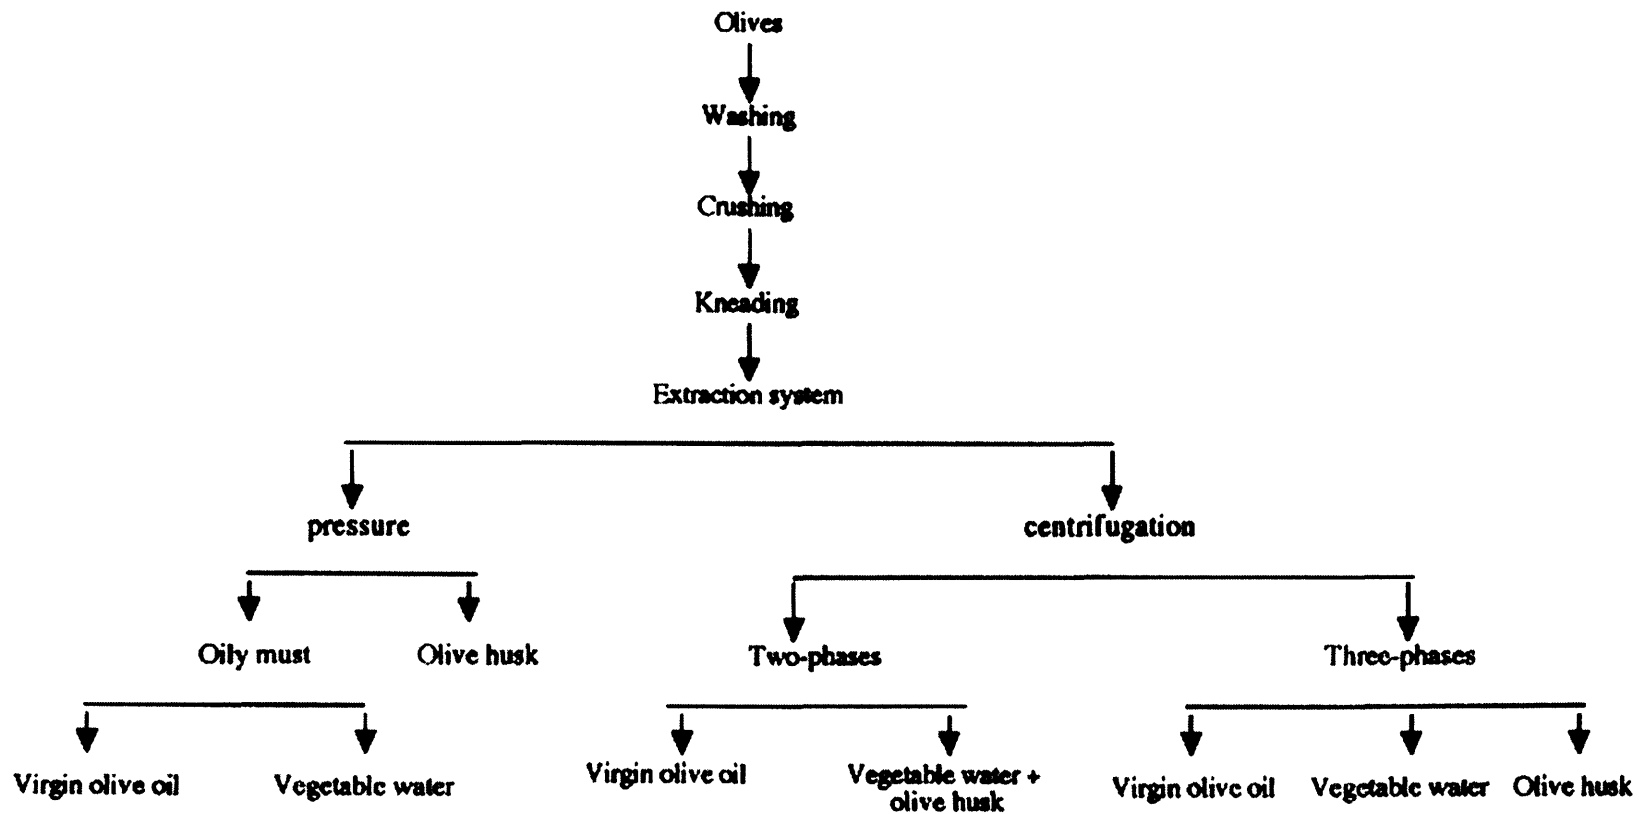 Olives
Washing
Crushing
Kneading
Extraction system
pressure
centrifugation
Oily must
Olive husk
Two-phases
Three-phases
Virgin olive oil
Vegetable water
Virgin olive oil
Vegetable water +
olive husk
Virgin olive oil
Vegetable water
Olive husk